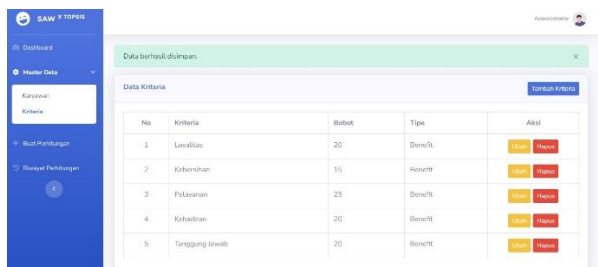 SAW X TOPSIS
Administrator
Dashboard
Data berhasil disimpan.
×
Master Data
Data Kriteria
Tambah Kriteria
Karyawan
Kriteria
No Kriteria Bobot Tipe Aksi
1 Loyalitas 20 Benefit Ubah Hapus
Buat Perhitungan
2 Kebersihan 15 Benefit Ubah Hapus
Riwayat Perhitungan
3 Pelayanan 25 Benefit Ubah Hapus
4 Kehadiran 20 Benefit Ubah Hapus
5 Tanggung Jawab 20 Benefit Ubah Hapus